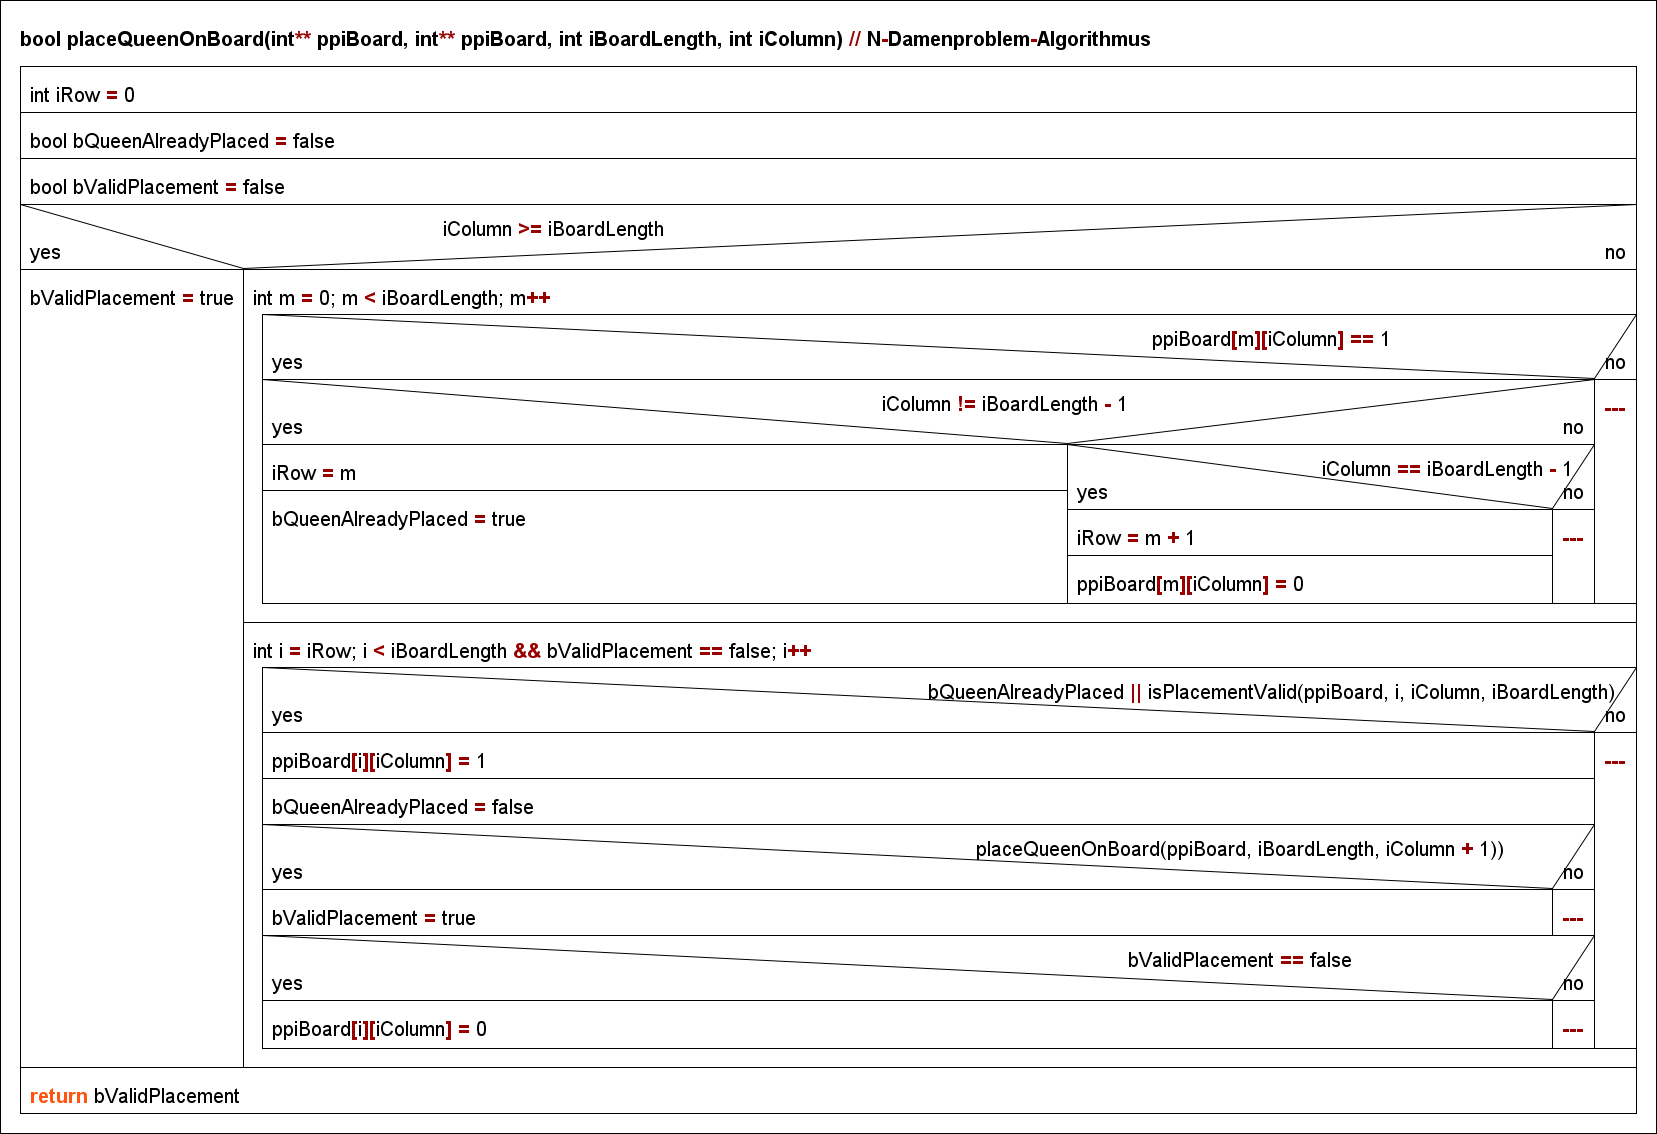 bool placeQueenOnBoard(int** ppiBoard, int** ppiBoard, int iBoardLength, int iColumn) // N-Damenproblem-Algorithmus
int iRow = 0
bool bQueenAlreadyPlaced = false
bool bValidPlacement = false
iColumn >= iBoardLength
yes
no
bValidPlacement = true
int m = 0; m < iBoardLength; m++
ppiBoard[m][iColumn] == 1
yes
no
iColumn != iBoardLength - 1
---
yes
no
iRow = m
iColumn == iBoardLength - 1
yes
no
bQueenAlreadyPlaced = true
iRow = m + 1
---
ppiBoard[m][iColumn] = 0
int i = iRow; i < iBoardLength && bValidPlacement == false; i++
bQueenAlreadyPlaced || isPlacementValid(ppiBoard, i, iColumn, iBoardLength)
yes
no
ppiBoard[i][iColumn] = 1
---
bQueenAlreadyPlaced = false
placeQueenOnBoard(ppiBoard, iBoardLength, iColumn + 1))
yes
no
bValidPlacement = true
---
bValidPlacement == false
yes
no
ppiBoard[i][iColumn] = 0
---
return bValidPlacement